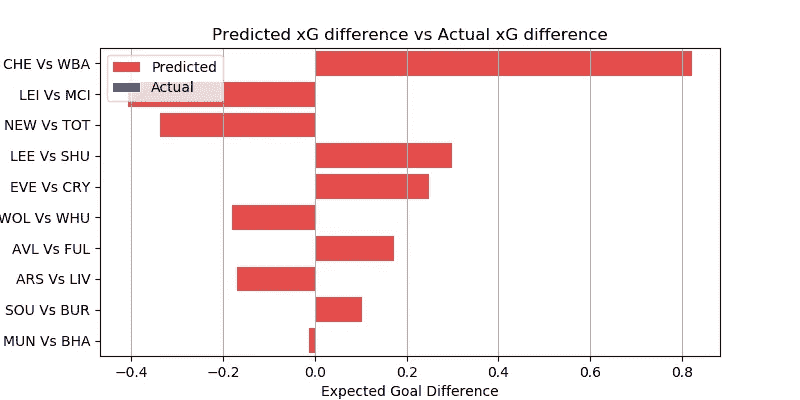 Predicted xG difference vs Actual xG difference
Predicted
Actual
CHE Vs WBA
LEI Vs MCI
NEW Vs TOT
LEE Vs SHU
EVE Vs CRY
WOL Vs WHU
AVL Vs FUL
ARS Vs LIV
SOU Vs BUR
MUN Vs BHA
−0.4 −0.2 0.0 0.2 0.4 0.6 0.8
Expected Goal Difference